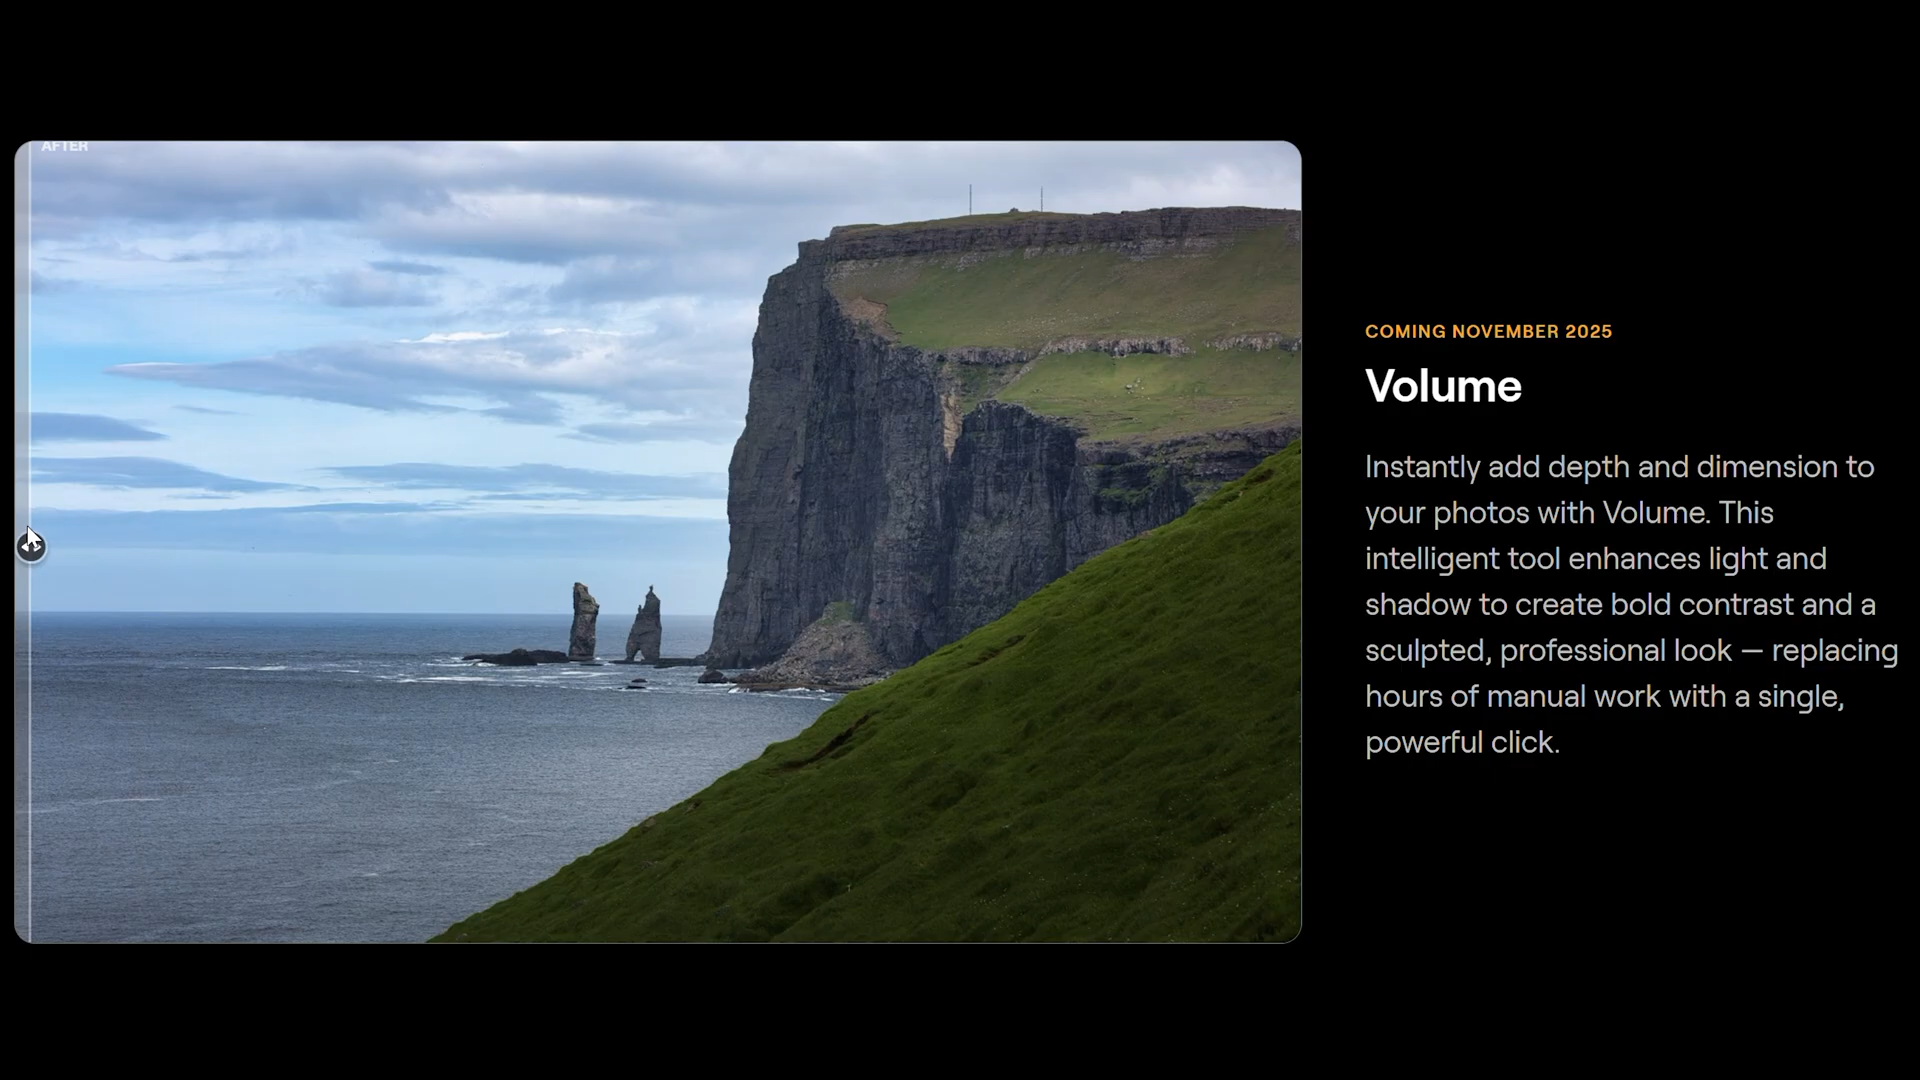 AFTER
COMING NOVEMBER 2025
Volume
Instantly add depth and dimension to
your photos with Volume. This
intelligent tool enhances light and
shadow to create bold contrast and a
sculpted, professional look — replacing
hours of manual work with a single,
powerful click.